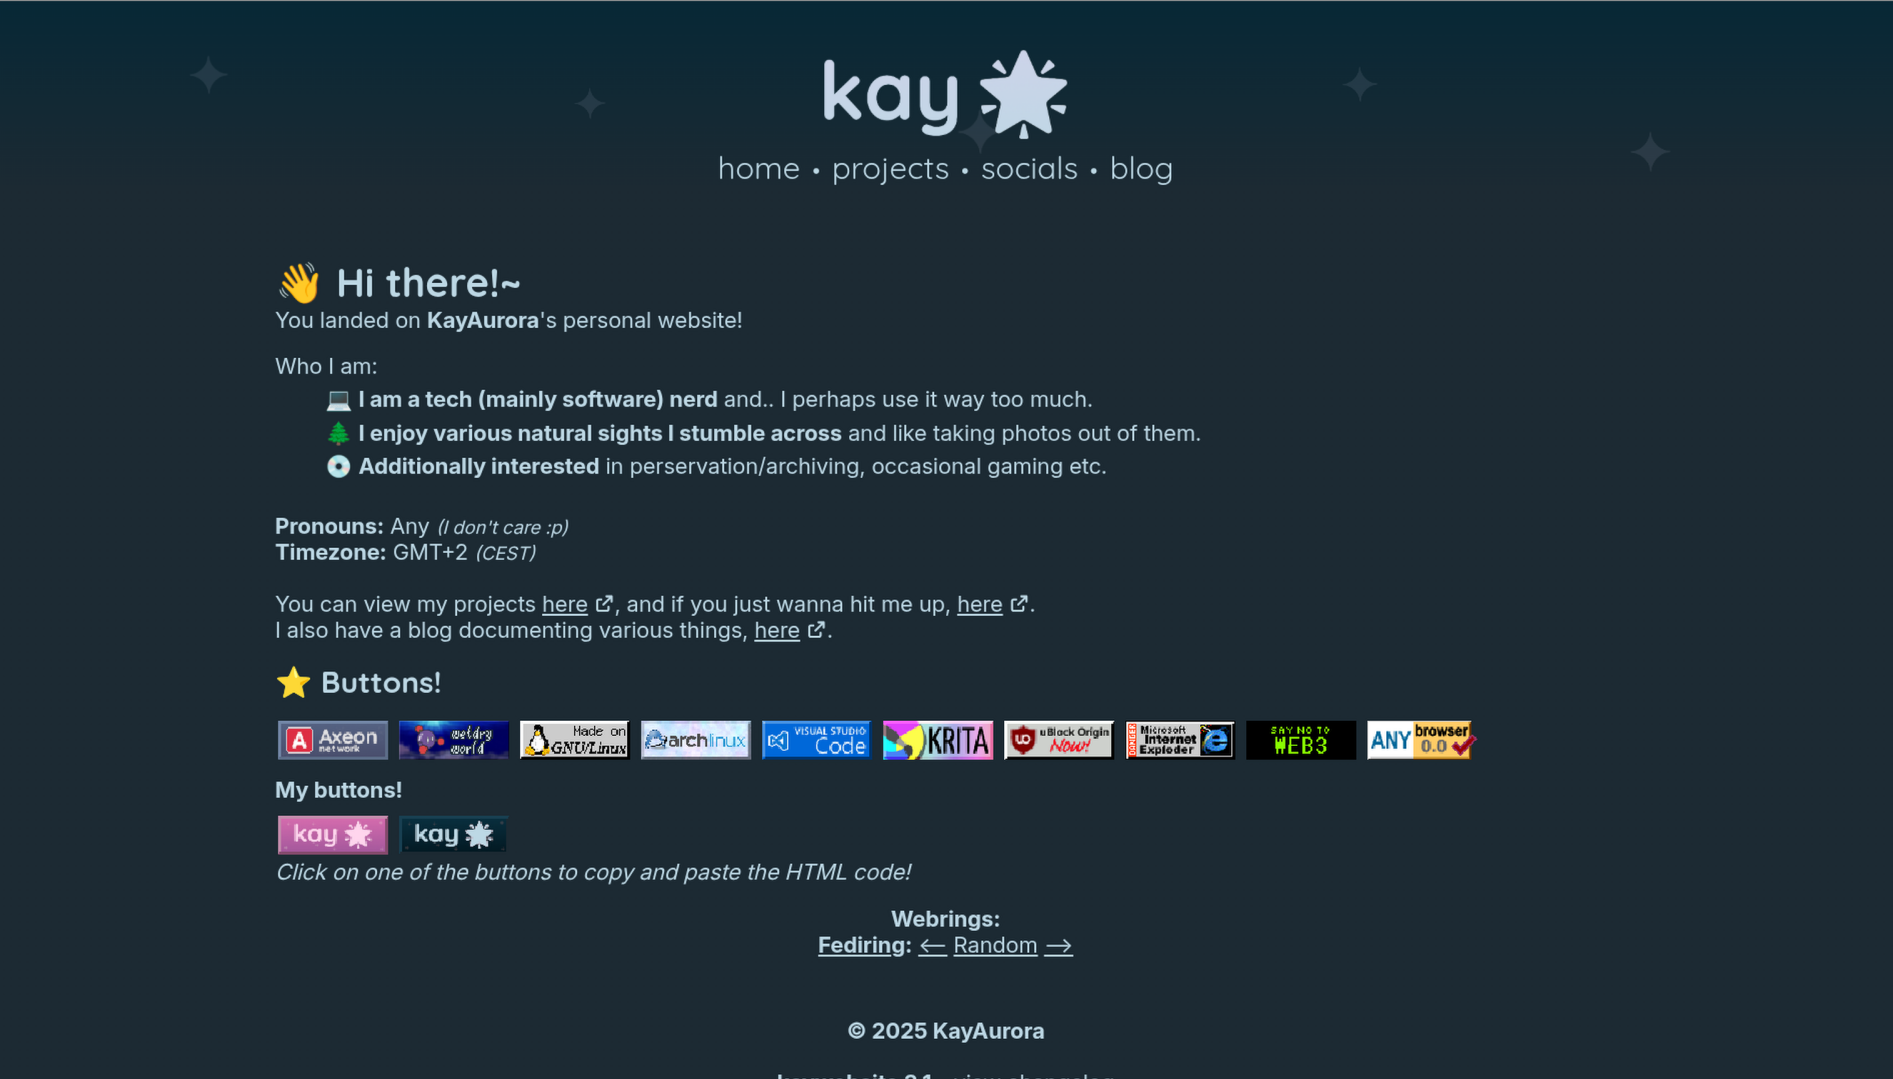 kay
home • projects • socials • blog
👋 Hi there!~
You landed on KayAurora's personal website!
Who I am:
💻 I am a tech (mainly software) nerd and.. I perhaps use it way too much.
🌲 I enjoy various natural sights I stumble across and like taking photos out of them.
💿 Additionally interested in perservation/archiving, occasional gaming etc.
Pronouns: Any (I don't care :p)
Timezone: GMT+2 (CEST)
You can view my projects here, and if you just wanna hit me up, here.
I also have a blog documenting various things, here.
⭐ Buttons!
A Axeon network
wetdry world
Made on GNU/Linux
archlinux
VISUAL STUDIO Code
KRITA
uBlock Origin Now!
Microsoft Internet Exploder
SAY NO TO WEB3
ANY browser 0.0
My buttons!
kay kay
Click on one of the buttons to copy and paste the HTML code!
Webrings:
Fediring: <— Random —>
© 2025 KayAurora